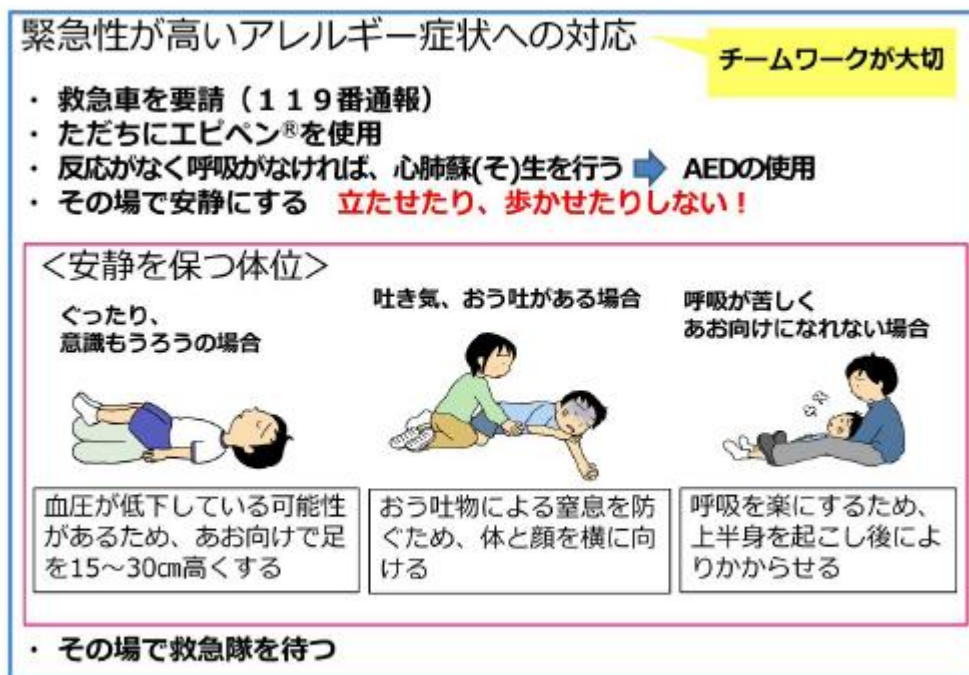 緊急性が高いアレルギー症状への対応
チームワークが大切
・ 救急車を要請（１１９番通報）
・ ただちにエピペン®を使用
・ 反応がなく呼吸がなければ、心肺蘇(そ)生を行う ➡ AEDの使用
・ その場で安静にする 立たせたり、歩かせたりしない！
＜安静を保つ体位＞
ぐったり、
意識もうろうの場合
血圧が低下している可能性
があるため、あお向けで足
を15～30㎝高くする
吐き気、おう吐がある場合
おう吐物による窒息を防
ぐため、体と顔を横に向
ける
呼吸が苦しく
あお向けになれない場合
呼吸を楽にするため、
上半身を起こし後によ
りかからせる
・ その場で救急隊を待つ